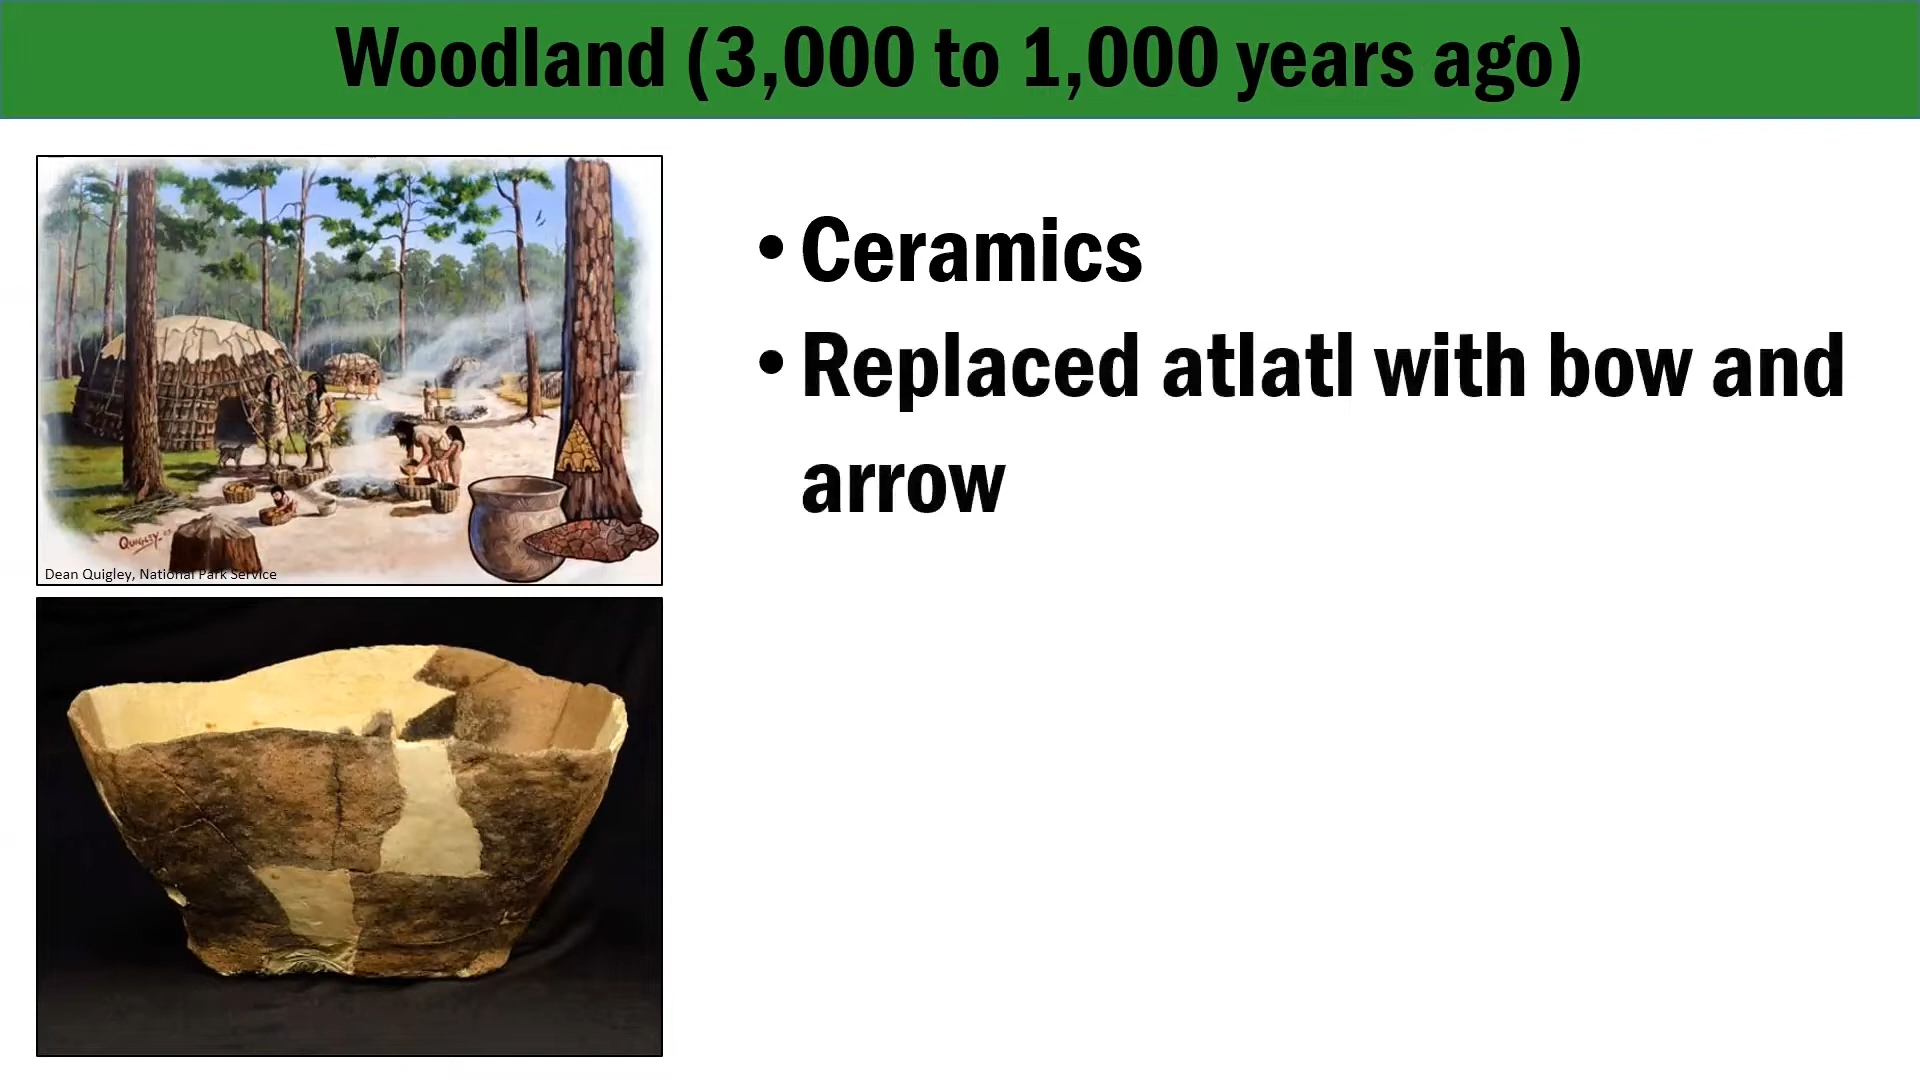 Woodland (3,000 to 1,000 years ago)
• Ceramics
• Replaced atlatl with bow and
arrow
QUIGLEY
Dean Quigley, National Park Service